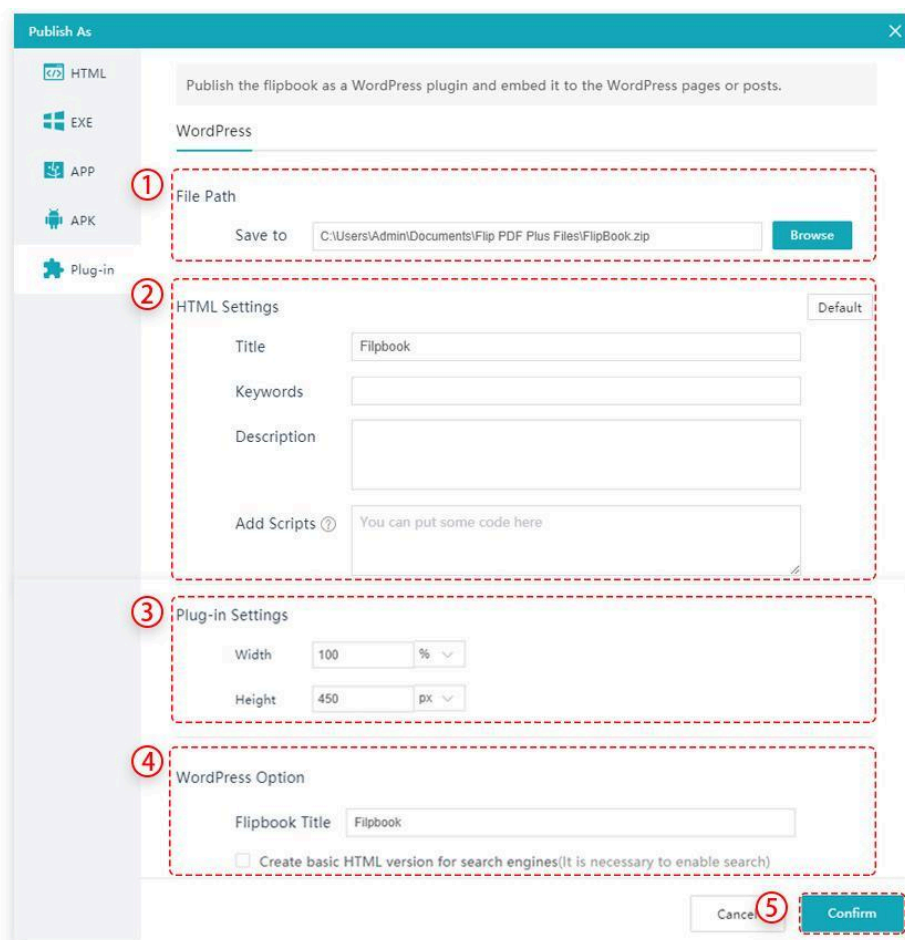 Publish As
HTML
EXE
APP
APK
Plug-in
Publish the flipbook as a WordPress plugin and embed it to the WordPress pages or posts.
WordPress
① File Path
Save to C:\Users\Admin\Documents\Flip PDF Plus Files\FlipBook.zip Browse
② HTML Settings Default
Title Filpbook
Keywords
Description
Add Scripts ? You can put some code here
③ Plug-in Settings
Width 100 %
Height 450 px
④ WordPress Option
Flipbook Title Filpbook
Create basic HTML version for search engines(It is necessary to enable search)
Cance ⑤ Confirm